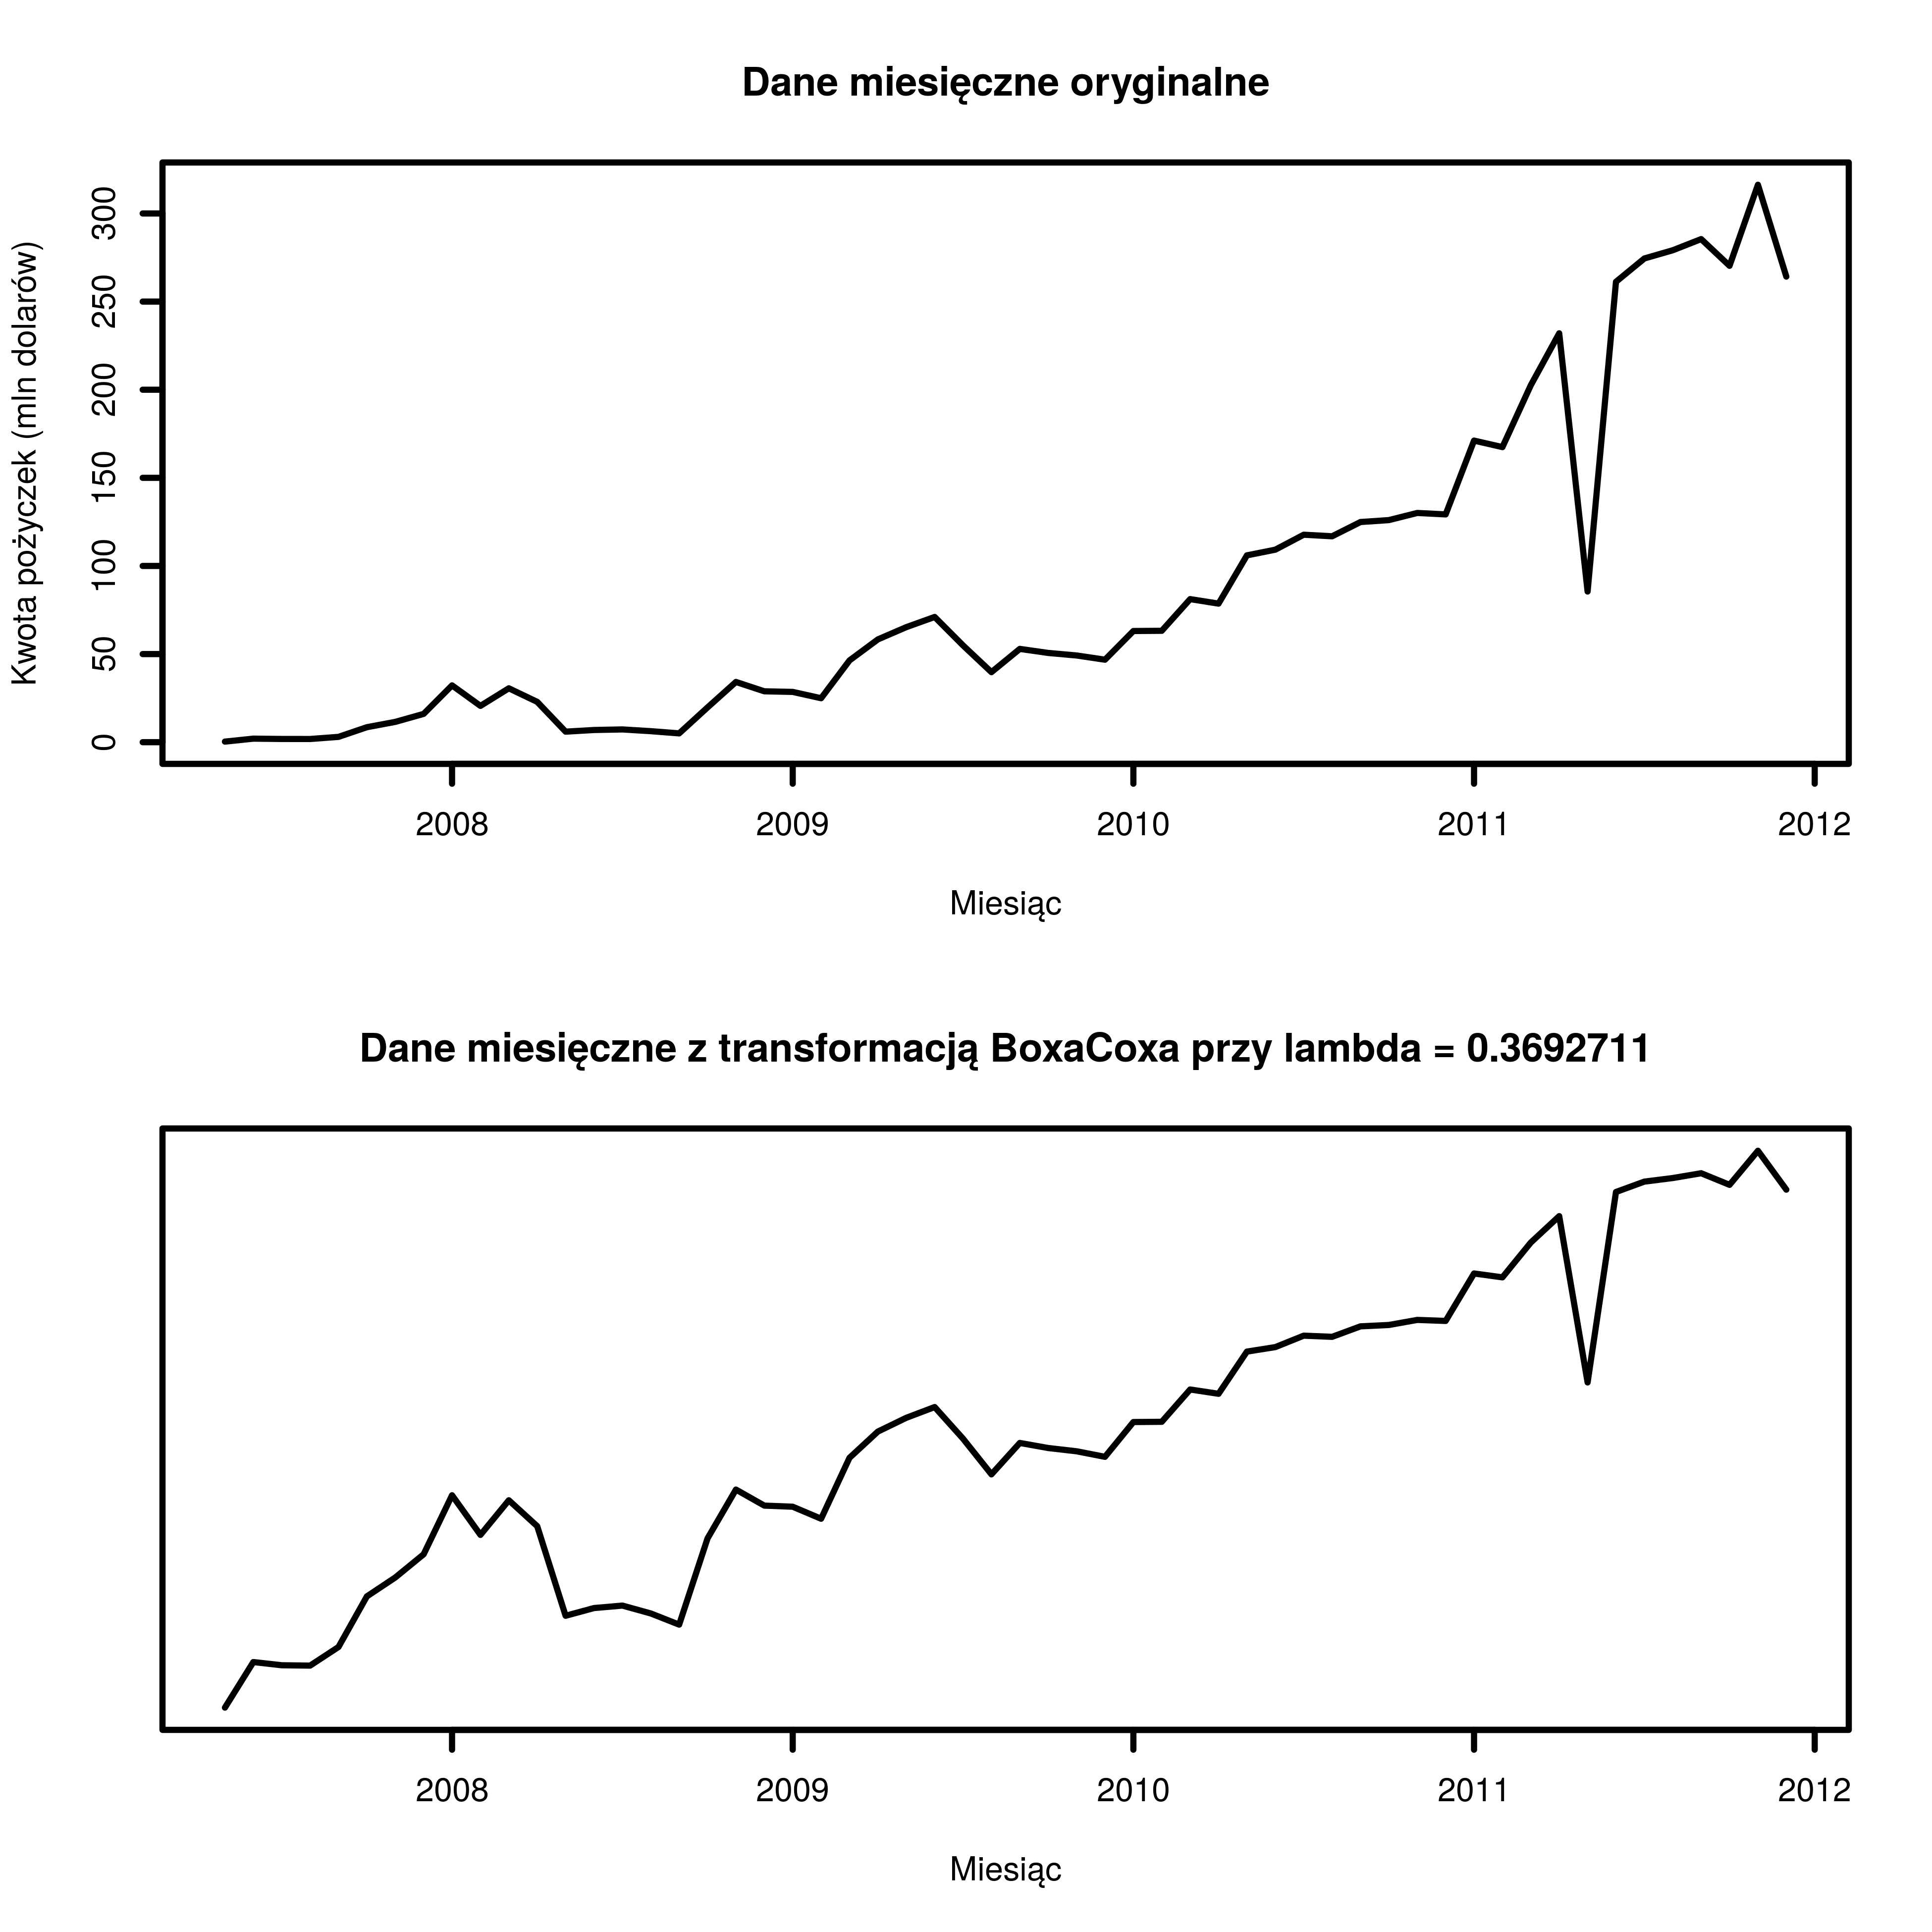 Dane miesięczne oryginalne
Kwota pożyczek (mln dolarów)
300
250
200
150
100
50
0
2008 2009 2010 2011 2012
Miesiąc
Dane miesięczne z transformacją BoxaCoxa przy lambda = 0.3692711
2008 2009 2010 2011 2012
Miesiąc